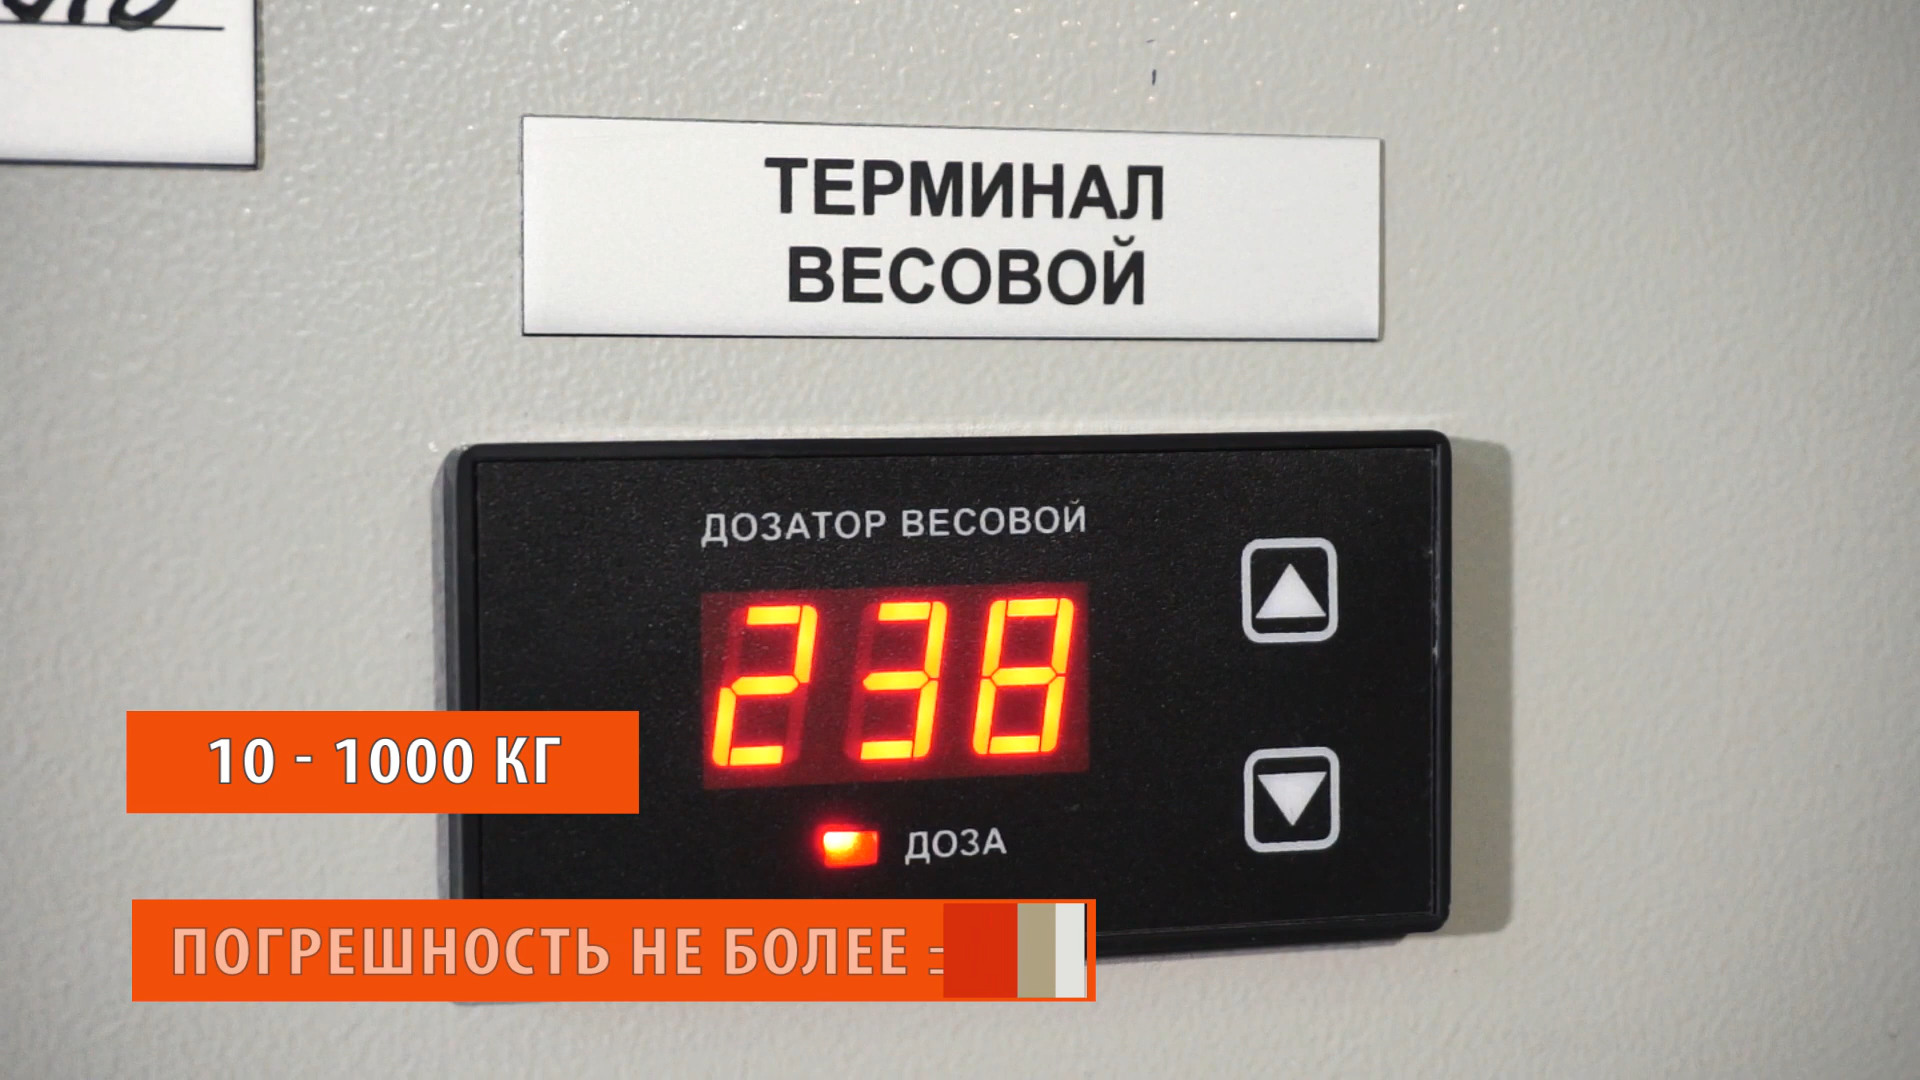 ТЕРМИНАЛ
ВЕСОВОЙ
ДОЗАТОР ВЕСОВОЙ
238
ДОЗА
10 - 1000 КГ
ПОГРЕШНОСТЬ НЕ БОЛЕЕ